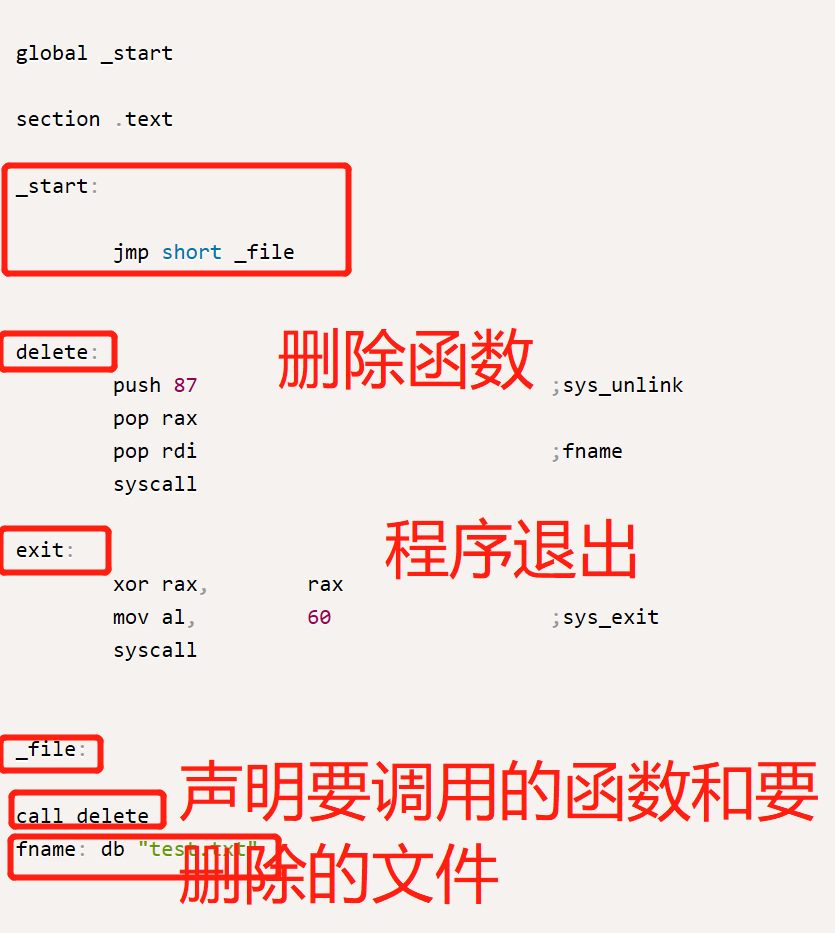 global _start
section .text
_start:
jmp short _file
delete:
删除函数
push 87 ;sys_unlink
pop rax
pop rdi ;fname
syscall
exit:
程序退出
xor rax, rax
mov al, 60 ;sys_exit
syscall
_file:
call delete
fname: db "test.txt"
声明要调用的函数和要
删除的文件